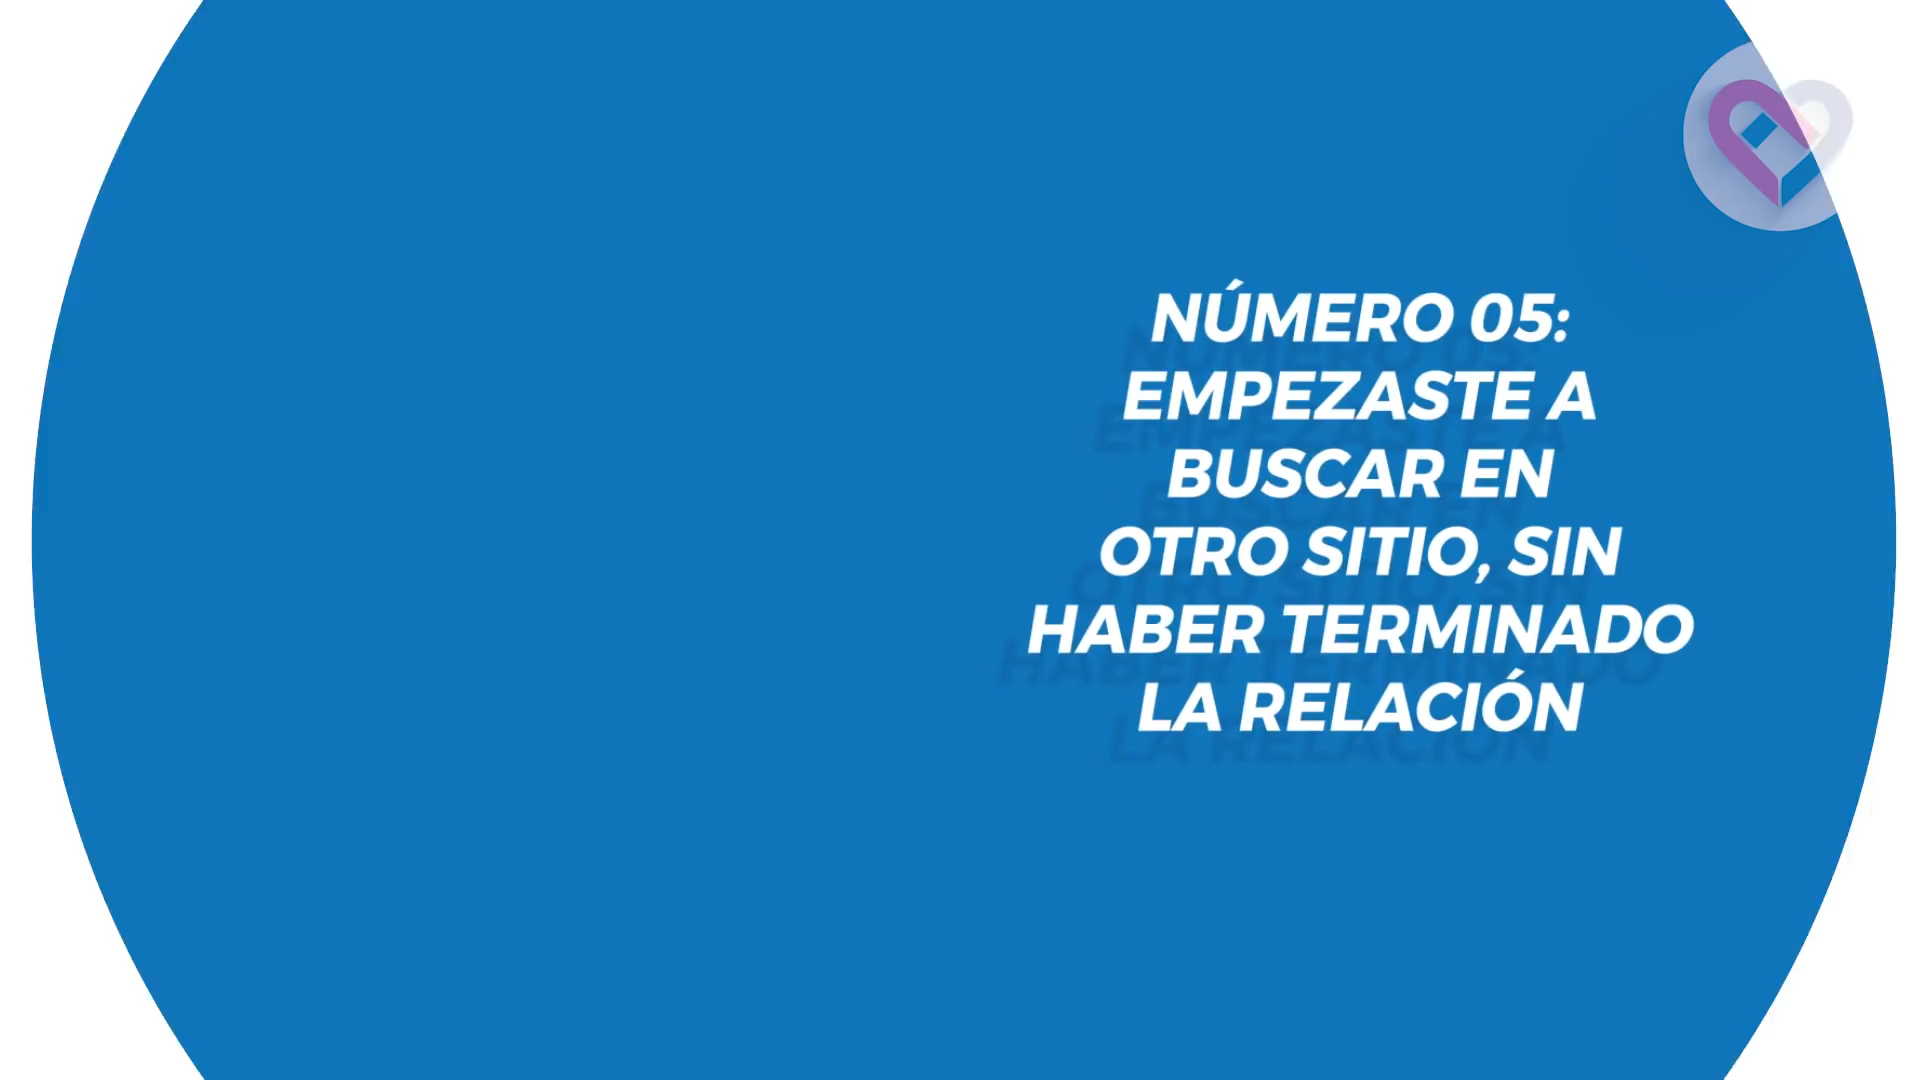 NÚMERO 05:
EMPEZASTE A
BUSCAR EN
OTRO SITIO, SIN
HABER TERMINADO
LA RELACIÓN